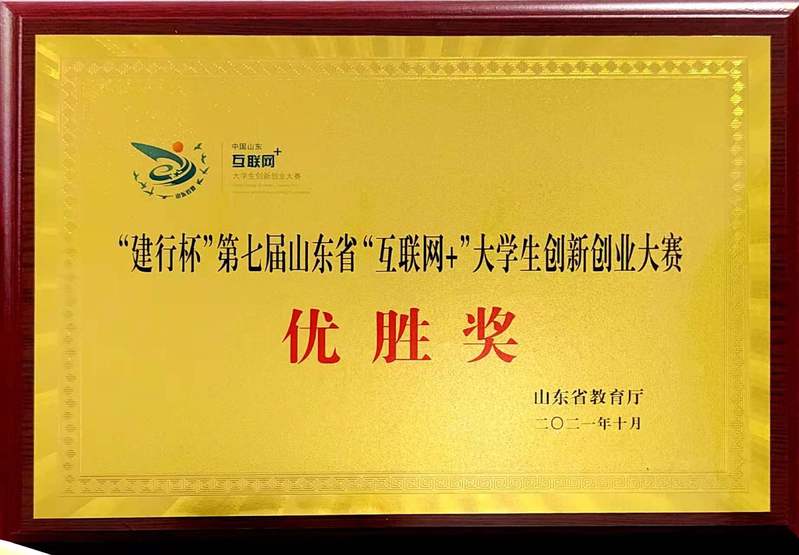 中国山东
互联网+
大学生创新创业大赛
“建行杯”第七届山东省“互联网+”大学生创新创业大赛
优胜奖
山东省教育厅
二〇二一年十月